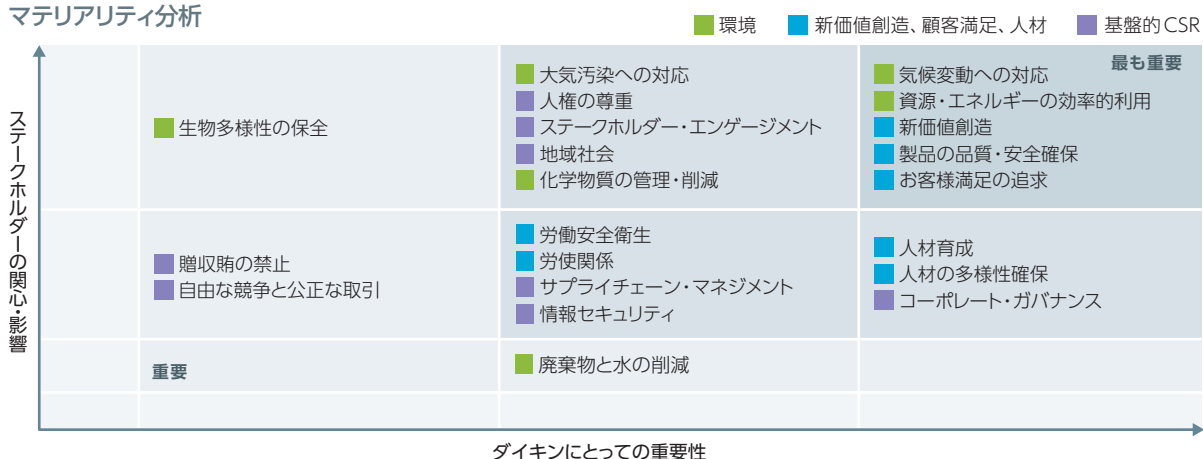 マテリアリティ分析
環境
新価値創造、顧客満足、人材
基盤的CSR
ステークホルダーの関心・影響
生物多様性の保全
大気汚染への対応
人権の尊重
ステークホルダー・エンゲージメント
地域社会
化学物質の管理・削減
最も重要
気候変動への対応
資源・エネルギーの効率的利用
新価値創造
製品の品質・安全確保
お客様満足の追求
贈収賄の禁止
自由な競争と公正な取引
労働安全衛生
労使関係
サプライチェーン・マネジメント
情報セキュリティ
人材育成
人材の多様性確保
コーポレート・ガバナンス
重要
廃棄物と水の削減
ダイキンにとっての重要性